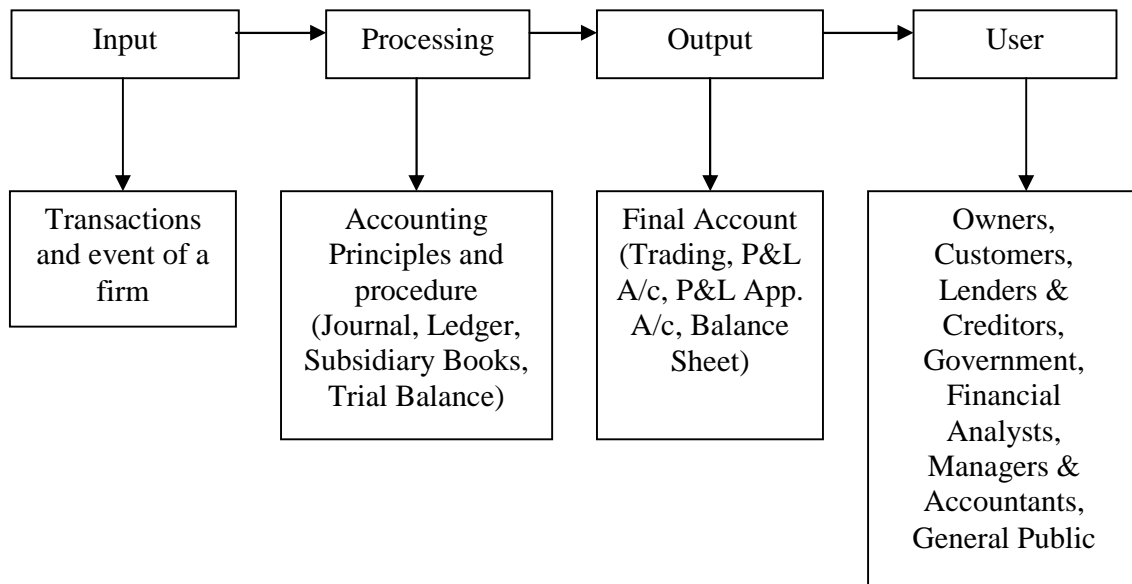 Input
Processing
Output
User
Transactions
and event of a
firm
Accounting
Principles and
procedure
(Journal, Ledger,
Subsidiary Books,
Trial Balance)
Final Account
(Trading, P&L
A/c, P&L App.
A/c, Balance
Sheet)
Owners,
Customers,
Lenders &
Creditors,
Government,
Financial
Analysts,
Managers &
Accountants,
General Public